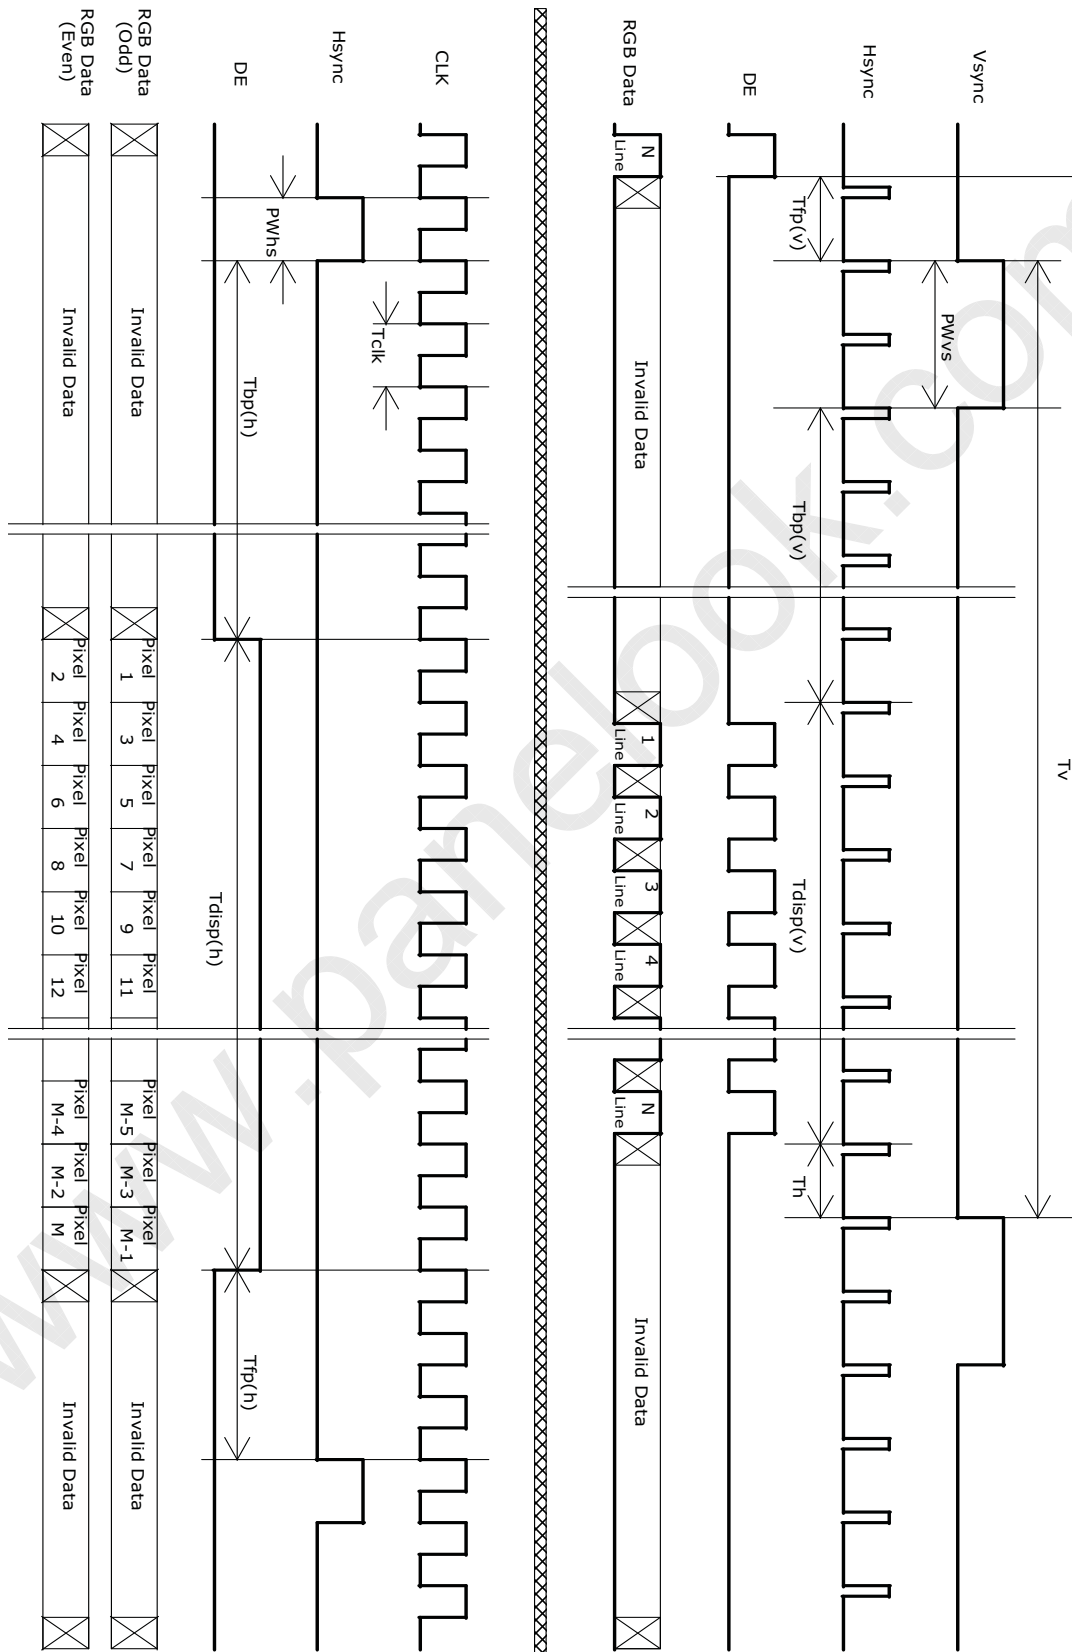 Vsync
Tv
PWvs
Hsync
Tfp(v)
Tbp(v)
Tdisp(v)
Th
DE
RGB Data
N
Line
Invalid Data
1
Line
2
Line
3
Line
4
Line
N
Line
Invalid Data
CLK
Tclk
Hsync
PWhs
DE
Tbp(h)
Tdisp(h)
Tfp(h)
RGB Data
(Odd)
Invalid Data
Pixel Pixel Pixel Pixel Pixel Pixel Pixel Pixel Pixel
1 3 5 7 9 11 M-5 M-3 M-1
Invalid Data
RGB Data
(Even)
Invalid Data
Pixel Pixel Pixel Pixel Pixel Pixel Pixel Pixel Pixel
2 4 6 8 10 12 M-4 M-2 M
Invalid Data
www.panelook.com